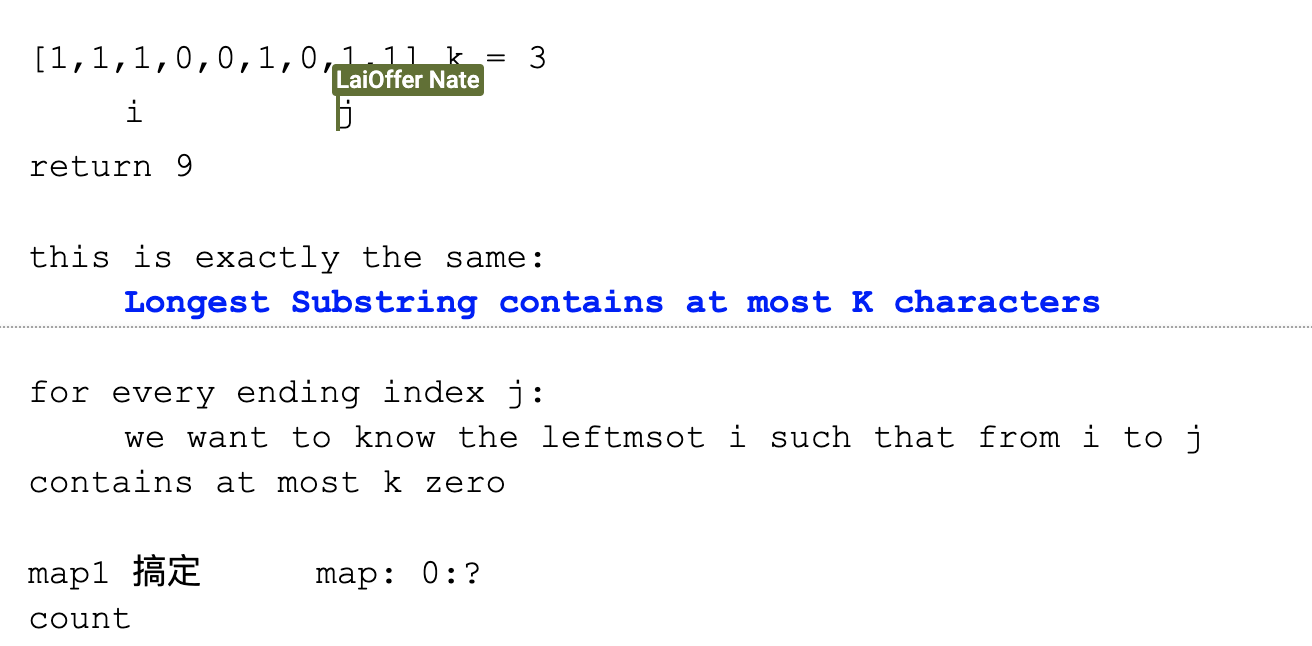 [1,1,1,0,0,1,0,1,1] k = 3
LaiOffer Nate
i j
return 9
this is exactly the same:
Longest Substring contains at most K characters
for every ending index j:
we want to know the leftmsot i such that from i to j
contains at most k zero
map1 搞定 map: 0:?
count